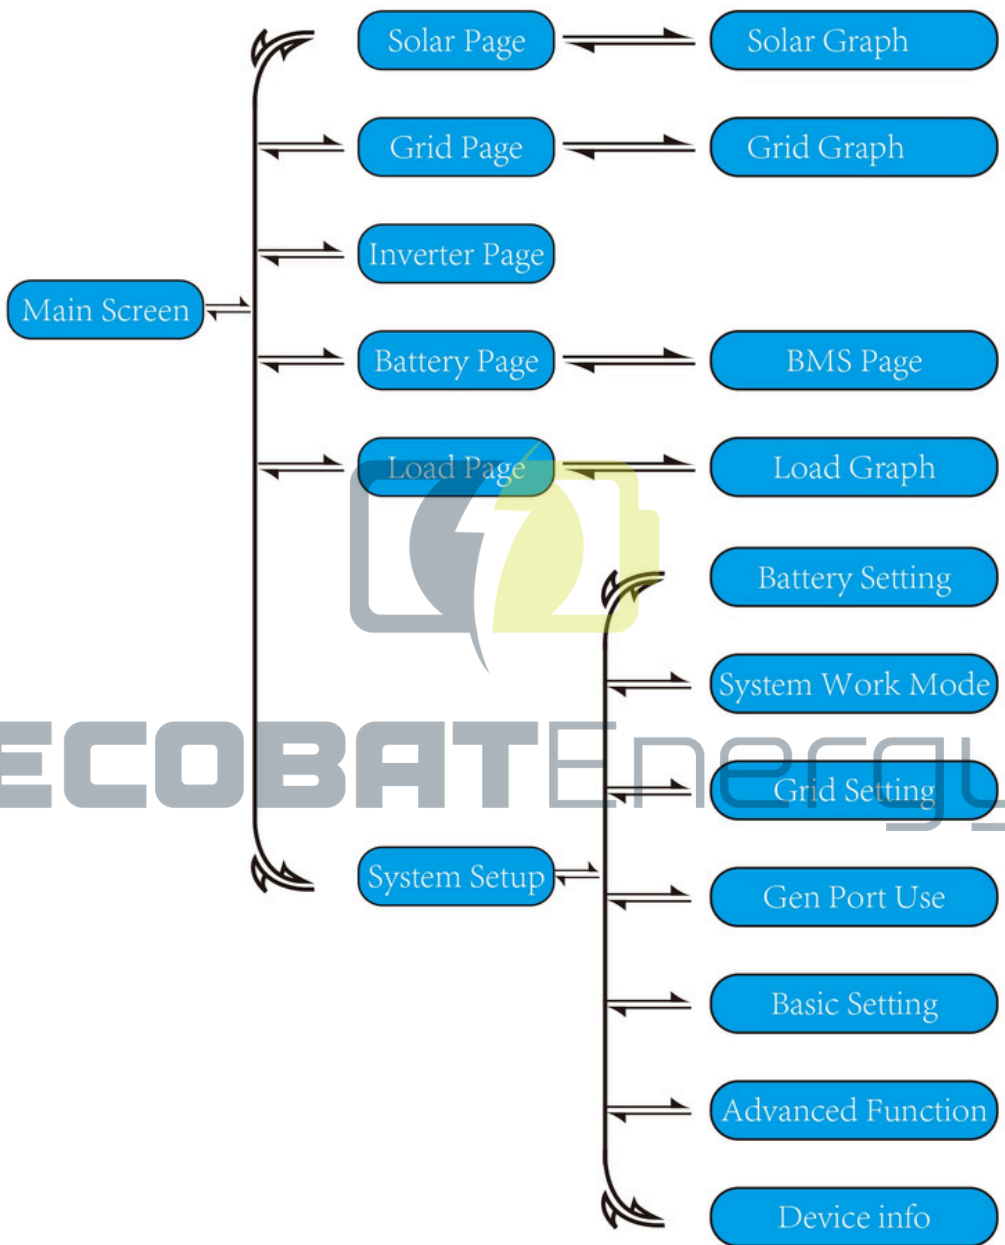 Solar Page
Solar Graph
Grid Page
Grid Graph
Inverter Page
Main Screen
Battery Page
BMS Page
Load Page
Load Graph
Battery Setting
System Work Mode
ECOBATEnergy
Grid Setting
System Setup
Gen Port Use
Basic Setting
Advanced Function
Device info